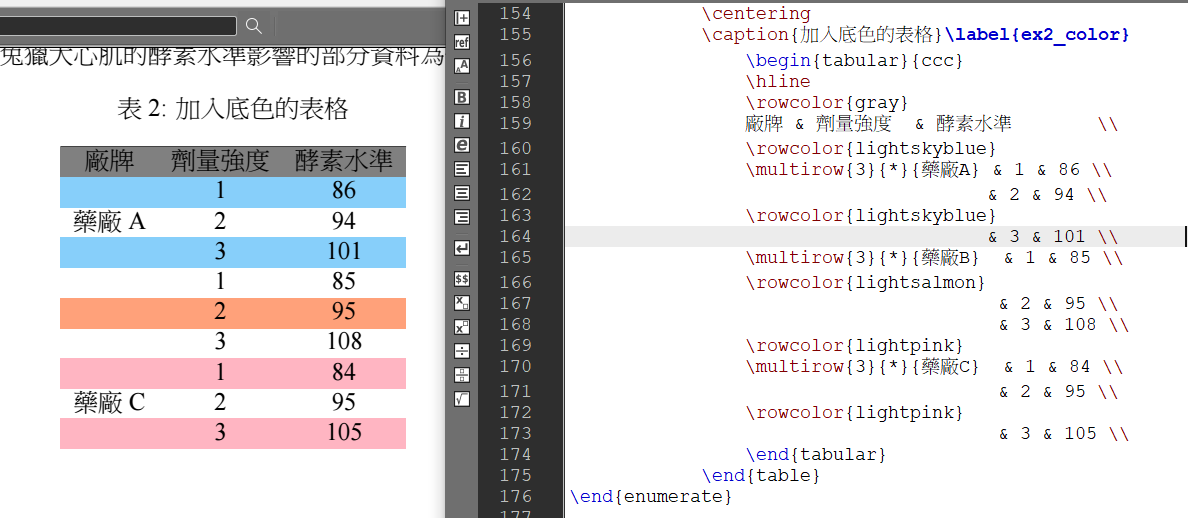 兔獵犬心肌的酵素水準影響的部分資料為
表 2: 加入底色的表格
廠牌 劑量強度 酵素水準
1 86
藥廠 A 2 94
3 101
1 85
2 95
3 108
1 84
藥廠 C 2 95
3 105
ref
B
i
e
$$
154 \centering
155 \caption{加入底色的表格}\label{ex2_color}
156 \begin{tabular}{ccc}
157 \hline
158 \rowcolor{gray}
159 廠牌 & 劑量強度 & 酵素水準 \\
160 \rowcolor{lightskyblue}
161 \multirow{3}{*}{藥廠A} & 1 & 86 \\
162 & 2 & 94 \\
163 \rowcolor{lightskyblue}
164 & 3 & 101 \\
165 \multirow{3}{*}{藥廠B} & 1 & 85 \\
166 \rowcolor{lightsalmon}
167 & 2 & 95 \\
168 & 3 & 108 \\
169 \rowcolor{lightpink}
170 \multirow{3}{*}{藥廠C} & 1 & 84 \\
171 & 2 & 95 \\
172 \rowcolor{lightpink}
173 & 3 & 105 \\
174 \end{tabular}
175 \end{table}
176 \end{enumerate}
177